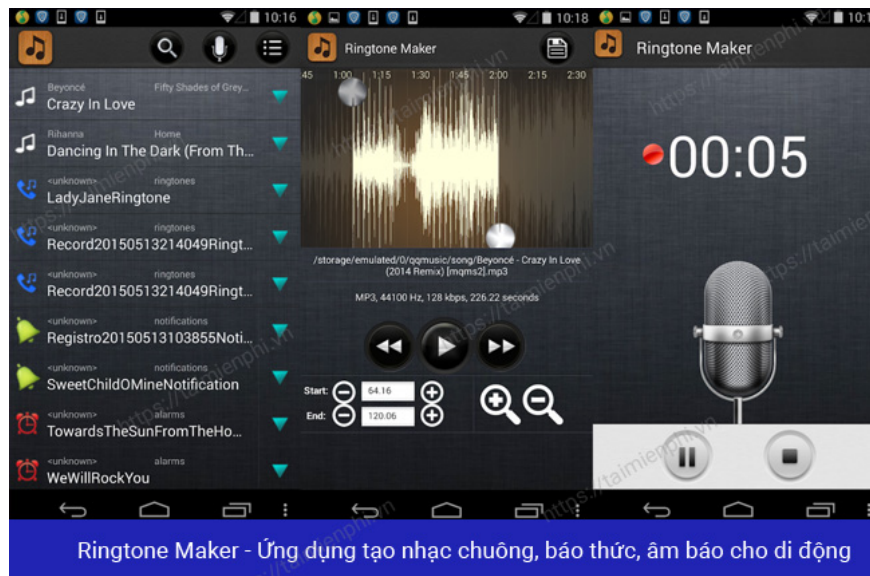 10:16
Beyoncé Fifty Shades of Grey...
Crazy In Love
Rihanna Home
Dancing In The Dark (From Th...
<unknown> ringtones
LadyJaneRingtone
<unknown> ringtones
Record20150513214049Ringt...
<unknown> ringtones
Record20150513214049Ringt...
<unknown> notifications
Registro20150513103855Noti...
<unknown> notifications
SweetChildOMineNotification
<unknown> alarms
TowardsTheSunFromTheHo...
<unknown> alarms
WeWillRockYou
10:18
Ringtone Maker
45 1:00 1:15 1:30 1:45 2:00 2:15 2:30
/storage/emulated/0/qqmusic/song/Beyoncé - Crazy In Love
(2014 Remix) [mqms2].mp3
MP3, 44100 Hz, 128 kbps, 226.22 seconds
Start: 64.16
End: 120.06
Ringtone Maker
00:05
https://taimienphi.vn
Ringtone Maker - Ứng dụng tạo nhạc chuông, báo thức, âm báo cho di động